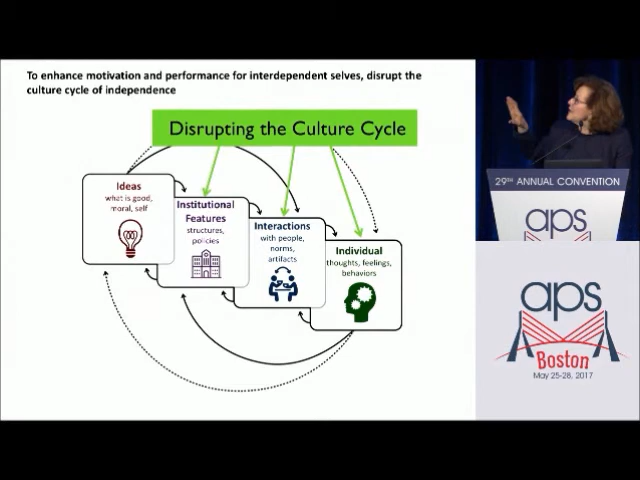 To enhance motivation and performance for interdependent selves, disrupt the
culture cycle of independence
Disrupting the Culture Cycle
Ideas
what is good,
moral, self
Institutional
Features
structures,
policies
Interactions
with people,
norms,
artifacts
Individual
thoughts, feelings,
behaviors
29TH ANNUAL CONVENTION
aps
aps
Boston
May 25-28, 2017